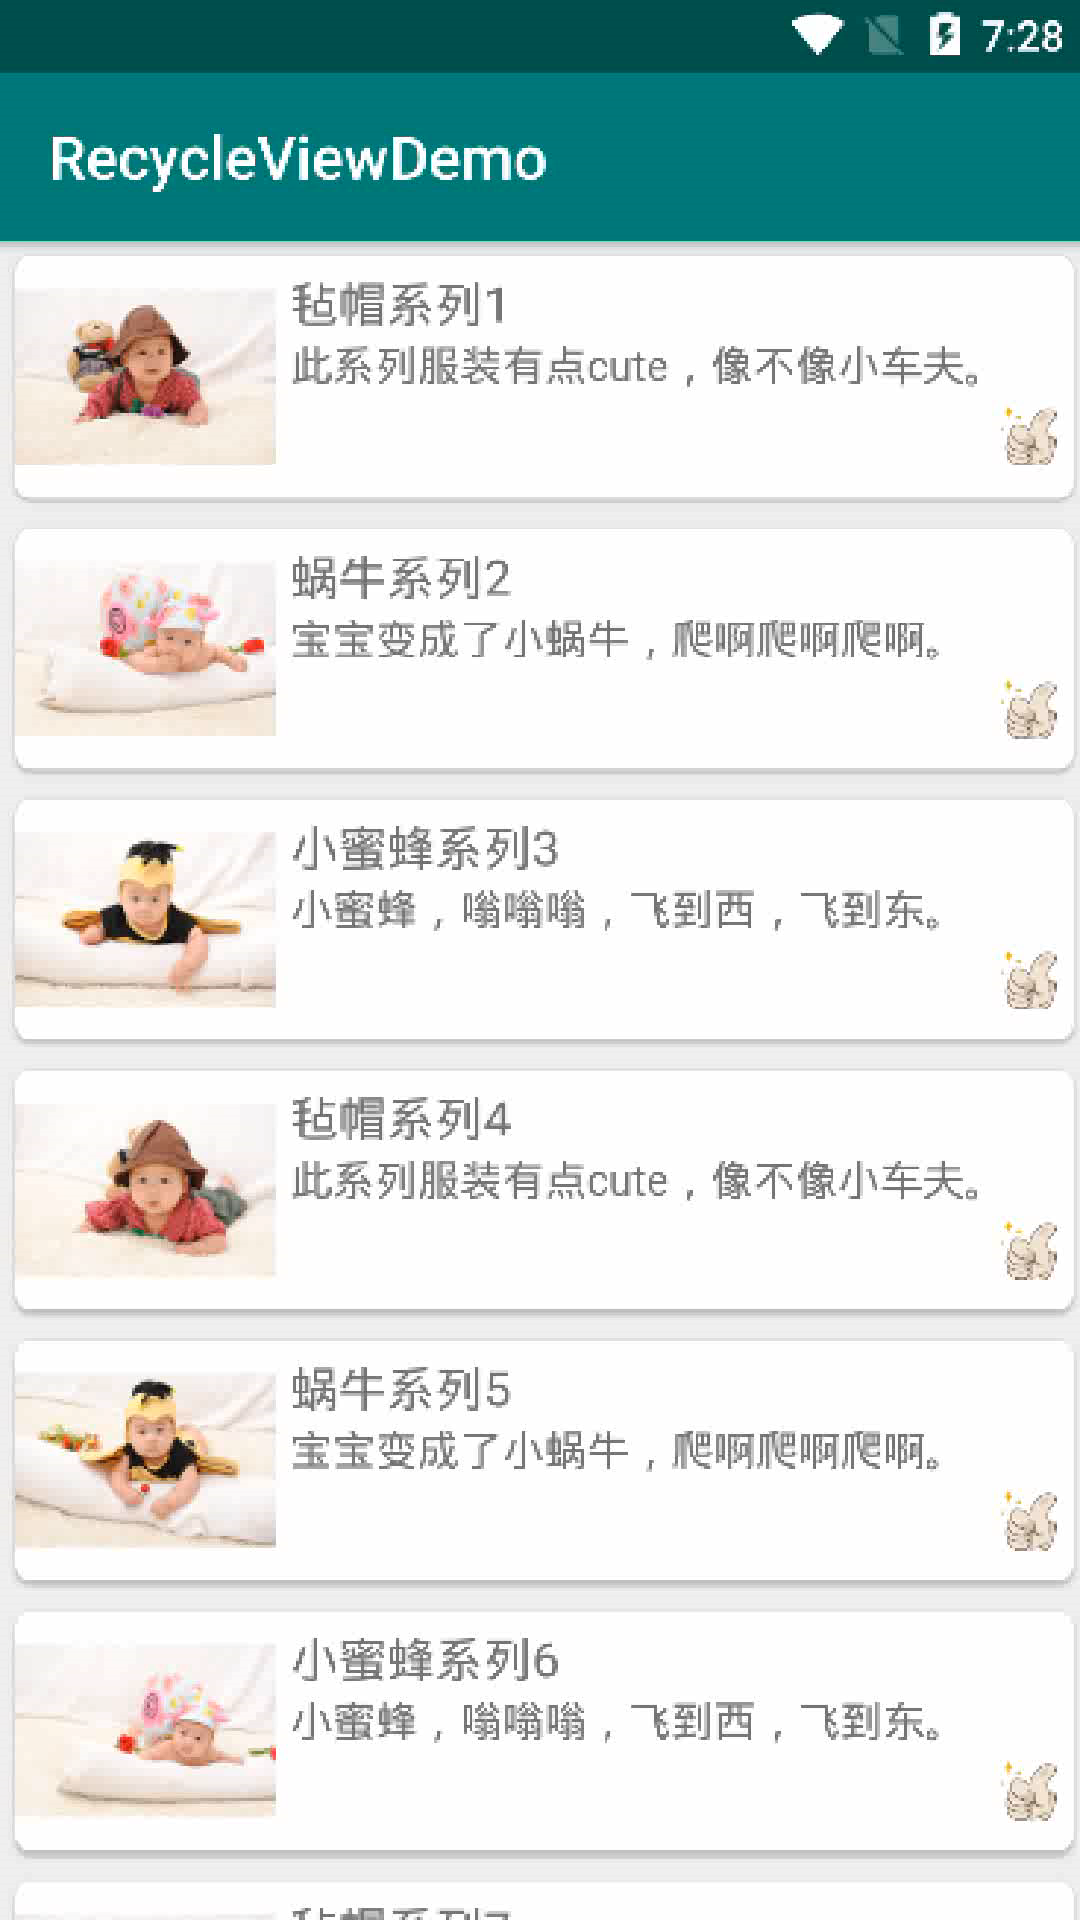 7:28
RecycleViewDemo
毡帽系列1
此系列服装有点cute，像不像小车夫。
蜗牛系列2
宝宝变成了小蜗牛，爬啊爬啊爬啊。
小蜜蜂系列3
小蜜蜂，嗡嗡嗡，飞到西，飞到东。
毡帽系列4
此系列服装有点cute，像不像小车夫。
蜗牛系列5
宝宝变成了小蜗牛，爬啊爬啊爬啊。
小蜜蜂系列6
小蜜蜂，嗡嗡嗡，飞到西，飞到东。
毡帽系列7